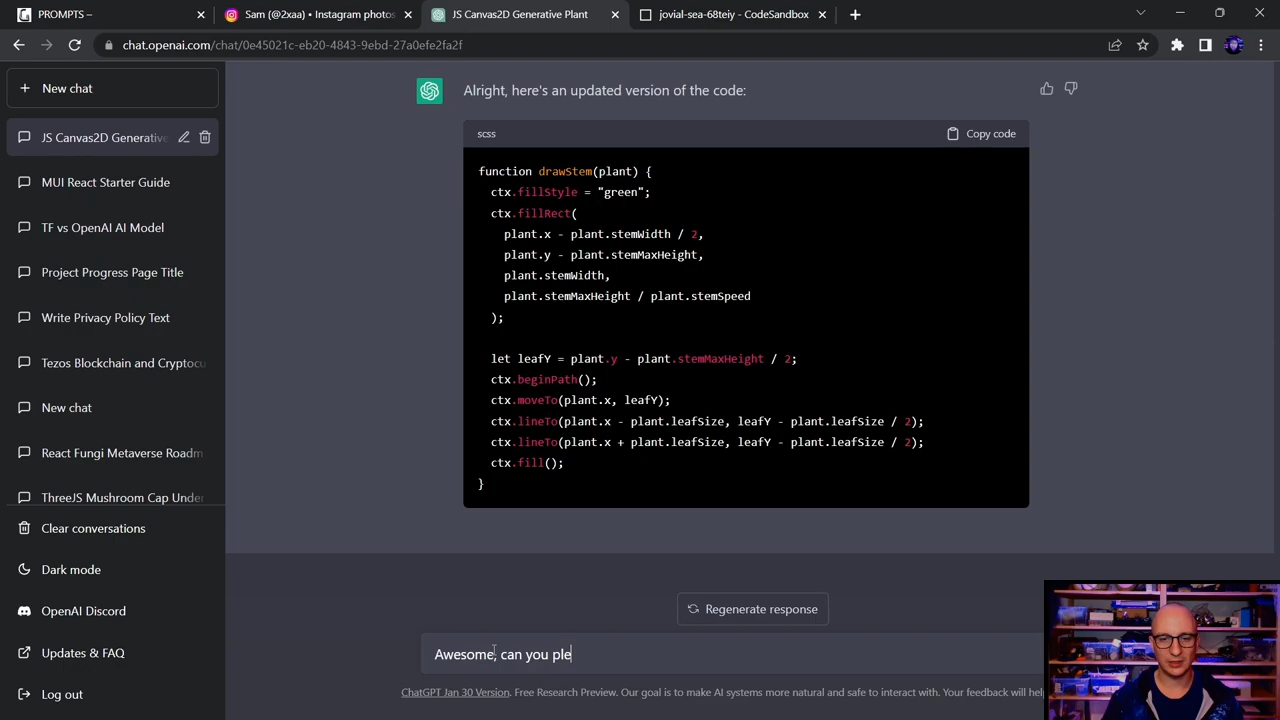 PROMPTS –
Sam (@2xaa) • Instagram photos
JS Canvas2D Generative Plant
jovial-sea-68teiy - CodeSandbox
chat.openai.com/chat/0e45021c-eb20-4843-9ebd-27a0efe2fa2f
New chat
JS Canvas2D Generative
MUI React Starter Guide
TF vs OpenAI AI Model
Project Progress Page Title
Write Privacy Policy Text
Tezos Blockchain and Cryptocu
New chat
React Fungi Metaverse Roadm
ThreeJS Mushroom Cap Under
Clear conversations
Dark mode
OpenAI Discord
Updates & FAQ
Log out
Alright, here's an updated version of the code:
scss
Copy code
function drawStem(plant) {
ctx.fillStyle = "green";
ctx.fillRect(
plant.x - plant.stemWidth / 2,
plant.y - plant.stemMaxHeight,
plant.stemWidth,
plant.stemMaxHeight / plant.stemSpeed
);
let leafY = plant.y - plant.stemMaxHeight / 2;
ctx.beginPath();
ctx.moveTo(plant.x, leafY);
ctx.lineTo(plant.x - plant.leafSize, leafY - plant.leafSize / 2);
ctx.lineTo(plant.x + plant.leafSize, leafY - plant.leafSize / 2);
ctx.fill();
}
Regenerate response
Awesome, can you ple
ChatGPT Jan 30 Version. Free Research Preview. Our goal is to make AI systems more natural and safe to interact with. Your feedback will hel